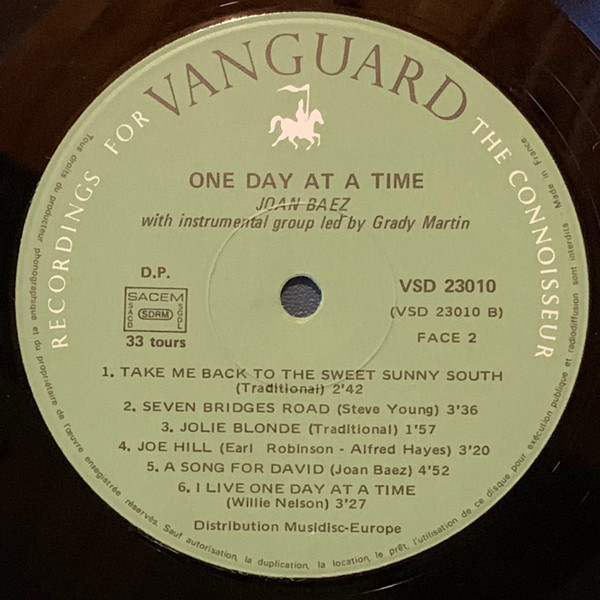 VANGUARD
RECORDINGS FOR THE CONNOISSEUR
ONE DAY AT A TIME
JOAN BAEZ
with instrumental group led by Grady Martin
D.P.
SACEM
SACD SDRM SGDL
33 tours
VSD 23010
(VSD 23010 B)
FACE 2
1. TAKE ME BACK TO THE SWEET SUNNY SOUTH
(Traditional) 2'42
2. SEVEN BRIDGES ROAD (Steve Young) 3'36
3. JOLIE BLONDE (Traditional) 1'57
4. JOE HILL (Earl Robinson - Alfred Hayes) 3'20
5. A SONG FOR DAVID (Joan Baez) 4'52
6. I LIVE ONE DAY AT A TIME
(Willie Nelson) 3'27
Distribution Musidisc-Europe
Tous droits du producteur phonographique et du propriétaire de l'œuvre enregistrée réservés. Sauf autorisation, la duplication, la location, le prêt, l'utilisation de ce disque pour exécution publique et radiodiffusion sont interdits Made in France